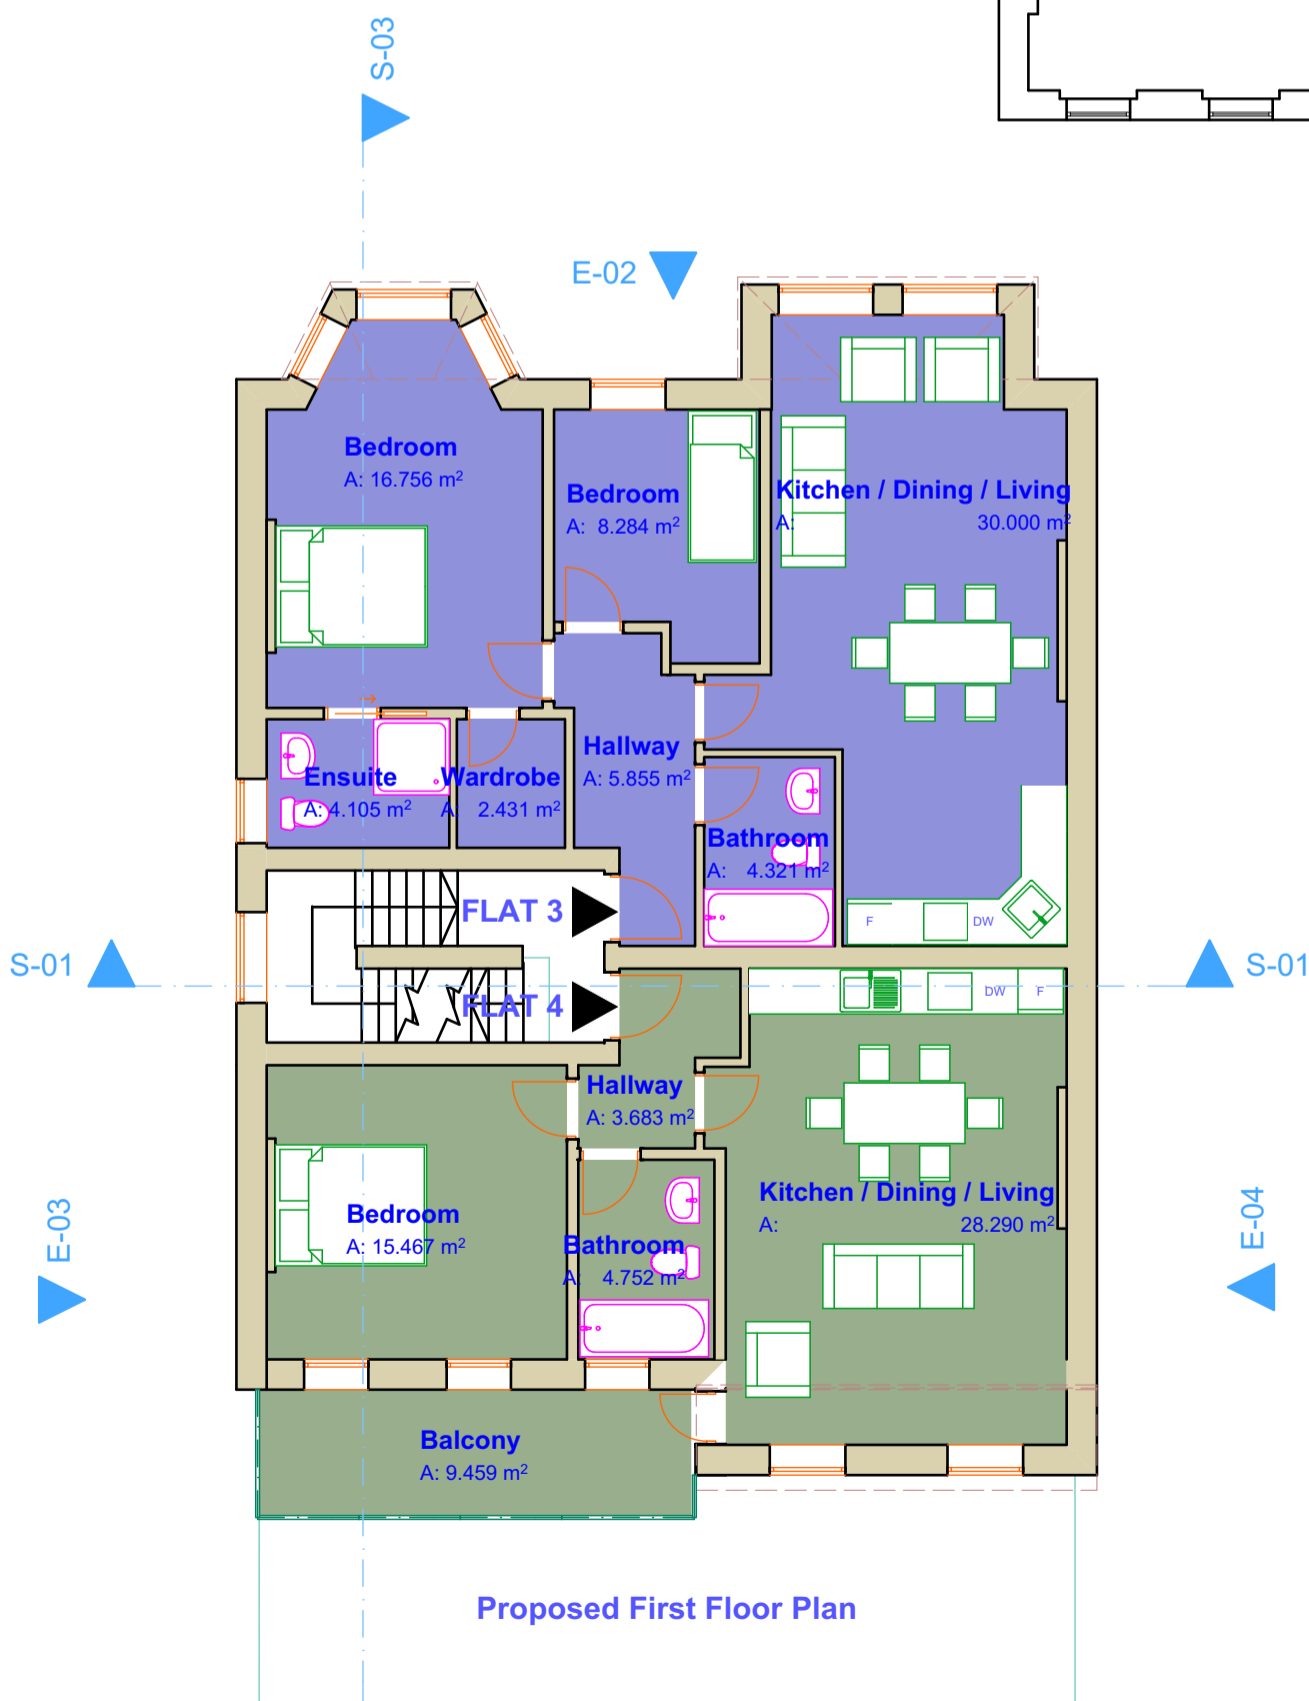 S-03
E-02
Bedroom
A: 16.756 m²
Bedroom
A: 8.284 m²
Kitchen / Dining / Living
A: 30.000 m²
Hallway
A: 5.855 m²
Ensuite
A: 4.105 m²
Wardrobe
A: 2.431 m²
Bathroom
A: 4.321 m²
FLAT 3
F
DW
S-01
S-01
FLAT 4
DW
F
Hallway
A: 3.683 m²
Kitchen / Dining / Living
A: 28.290 m²
E-03
E-04
Bedroom
A: 15.467 m²
Bathroom
A: 4.752 m²
Balcony
A: 9.459 m²
Proposed First Floor Plan